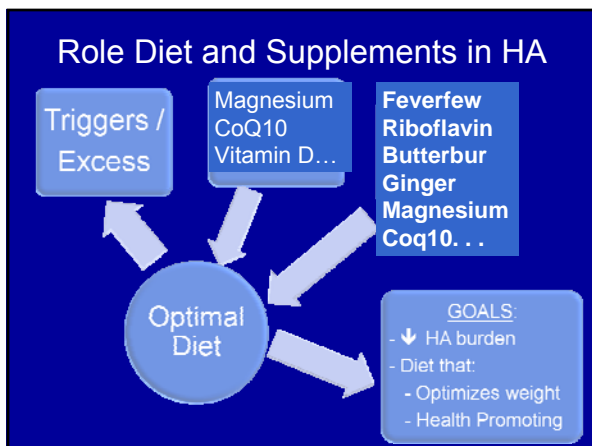 Role Diet and Supplements in HA
Triggers /
Excess
Magnesium
CoQ10
Vitamin D…
Feverfew
Riboflavin
Butterbur
Ginger
Magnesium
Coq10. . .
Optimal
Diet
GOALS:
- 🡻 HA burden
- Diet that:
- Optimizes weight
- Health Promoting